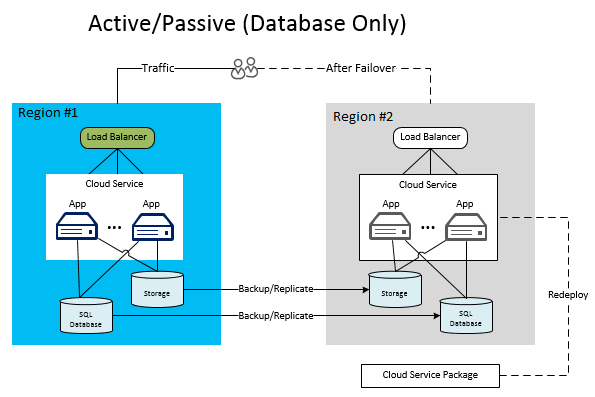 Active/Passive (Database Only)
Traffic
After Failover
Region #1
Region #2
Load Balancer
Load Balancer
Cloud Service
Cloud Service
App
App
App
App
...
...
Storage
Backup/Replicate
Storage
Redeploy
SQL
Database
Backup/Replicate
SQL
Database
Cloud Service Package